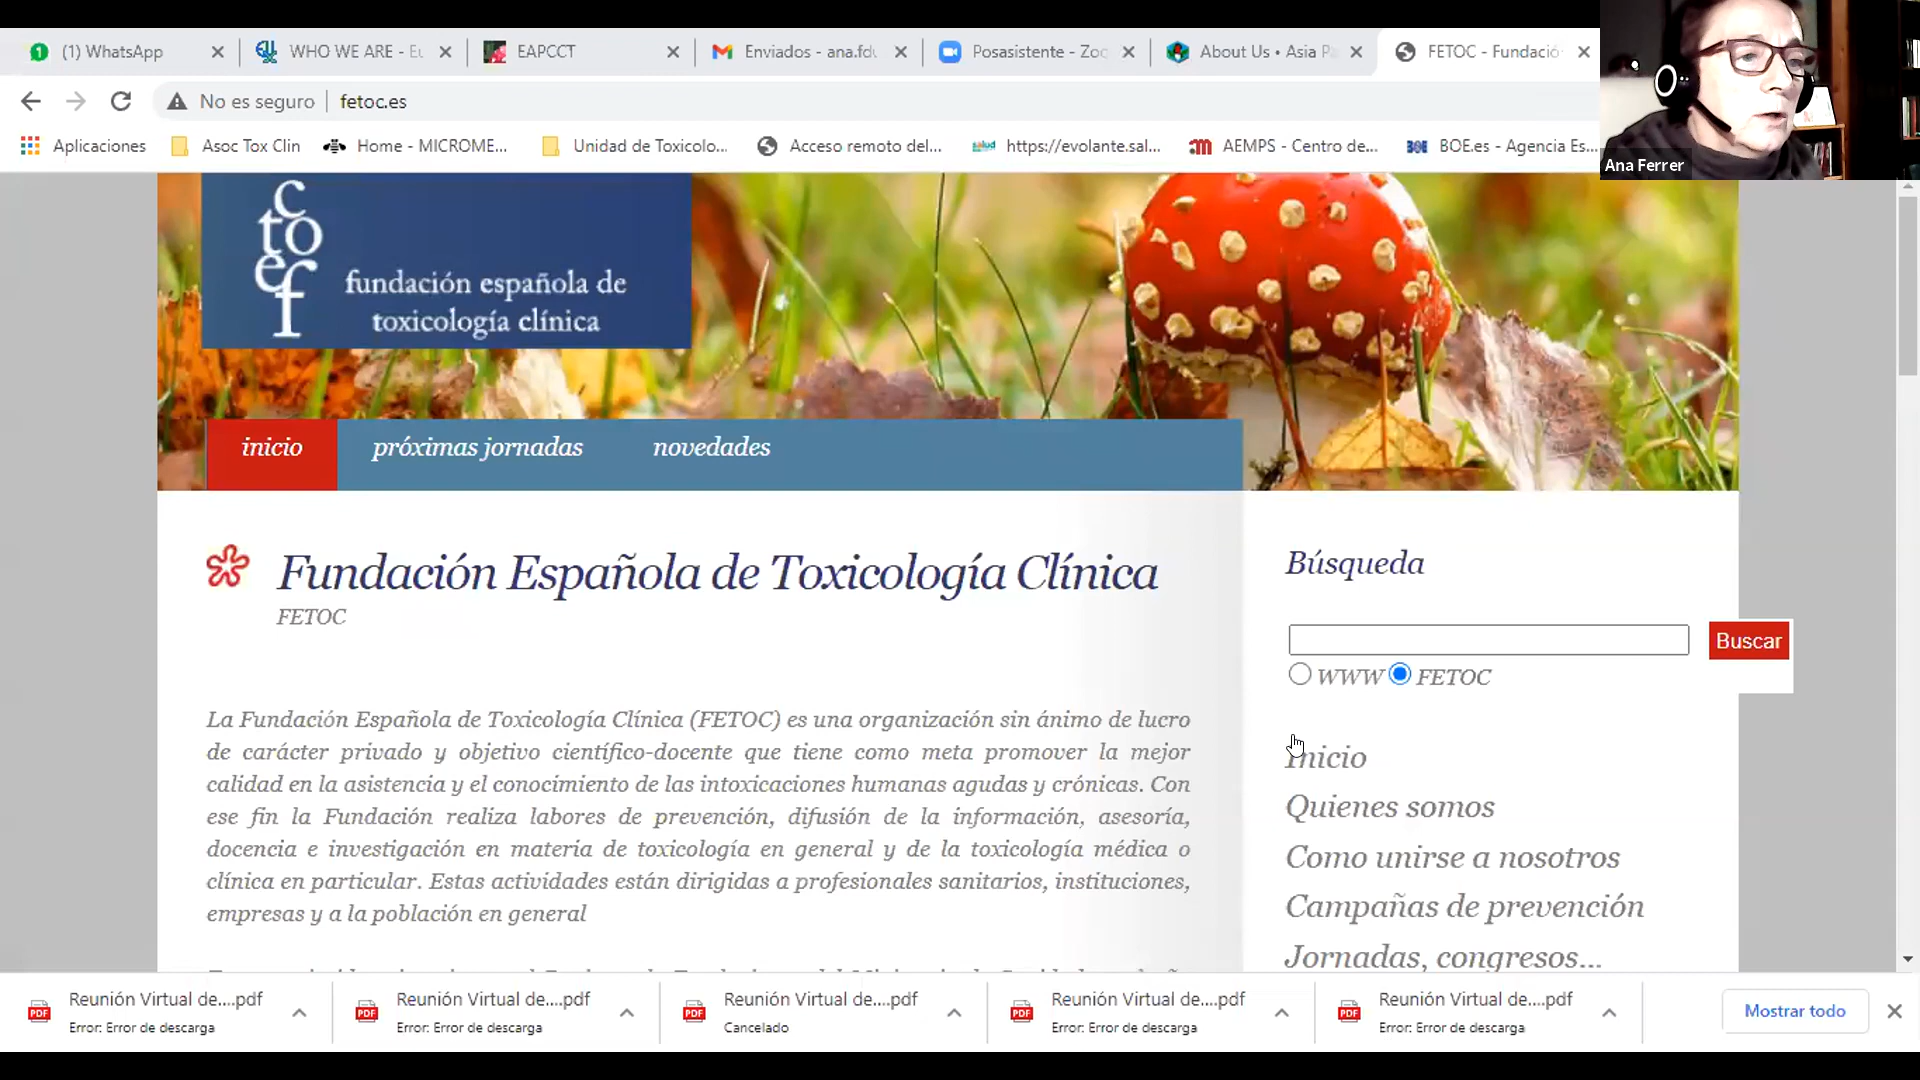 (1) WhatsApp
WHO WE ARE - Eu
EAPCCT
Enviados - ana.fdu
Posasistente - Zoo
About Us • Asia Pa
FETOC - Fundació
No es seguro
fetoc.es
Aplicaciones
Asoc Tox Clin
Home - MICROME...
Unidad de Toxicolo...
Acceso remoto del...
https://evolante.sal...
AEMPS - Centro de...
BOE.es - Agencia Es...
Ana Ferrer
c
to
ef
fundación española de
toxicología clínica
inicio
próximas jornadas
novedades
Fundación Española de Toxicología Clínica
FETOC
La Fundación Española de Toxicología Clínica (FETOC) es una organización sin ánimo de lucro
de carácter privado y objetivo científico-docente que tiene como meta promover la mejor
calidad en la asistencia y el conocimiento de las intoxicaciones humanas agudas y crónicas. Con
ese fin la Fundación realiza labores de prevención, difusión de la información, asesoría,
docencia e investigación en materia de toxicología en general y de la toxicología médica o
clínica en particular. Estas actividades están dirigidas a profesionales sanitarios, instituciones,
empresas y a la población en general
Búsqueda
Buscar
WWW FETOC
Inicio
Quienes somos
Como unirse a nosotros
Campañas de prevención
Jornadas, congresos...
Reunión Virtual de....pdf
Error: Error de descarga
Reunión Virtual de....pdf
Error: Error de descarga
Reunión Virtual de....pdf
Cancelado
Reunión Virtual de....pdf
Error: Error de descarga
Reunión Virtual de....pdf
Error: Error de descarga
Mostrar todo